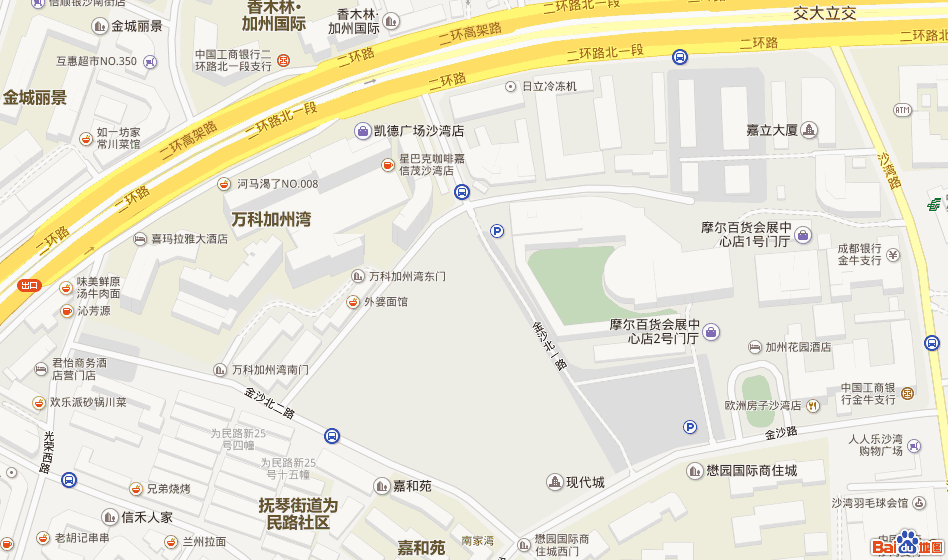 信顺银沙南街店
金城丽景
香木林·
加州国际
香木林·
加州国际
二环路北一段
二环高架路
交大立交
二环路北一段
二环路
二环路北
中国工商银行二
环路北一段支行
二环路
互惠超市NO.350
金城丽景
二环路
日立冷冻机
ATM
如一坊家
常川菜馆
二环高架路
二环路北一段
凯德广场沙湾店
嘉立大厦
星巴克咖啡嘉
信茂沙湾店
沙湾路
河马渴了NO.008
二环路
万科加州湾
二环路
喜玛拉雅大酒店
摩尔百货会展中
心店1号门厅
成都银行
金牛支行
万科加州湾东门
出口
味美鲜原
汤牛肉面
沁芳源
外婆面馆
金沙北一路
摩尔百货会展中
心店2号门厅
加州花园酒店
君怡商务酒
店营门店
万科加州湾南门
金沙北二路
欢乐派砂锅川菜
中国工商银
行金牛支行
欧洲房子沙湾店
为民路新25
号四幢
金沙路
人人乐沙湾
购物广场
光荣西路
为民路新25
号十五幢
懋园国际商住城
现代城
嘉和苑
兄弟烧烤
抚琴街道为
民路社区
信禾人家
沙湾羽毛球会馆
老胡记串串
兰州拉面
嘉和苑
南家湾
懋园国际商
住城西门
Bai地图